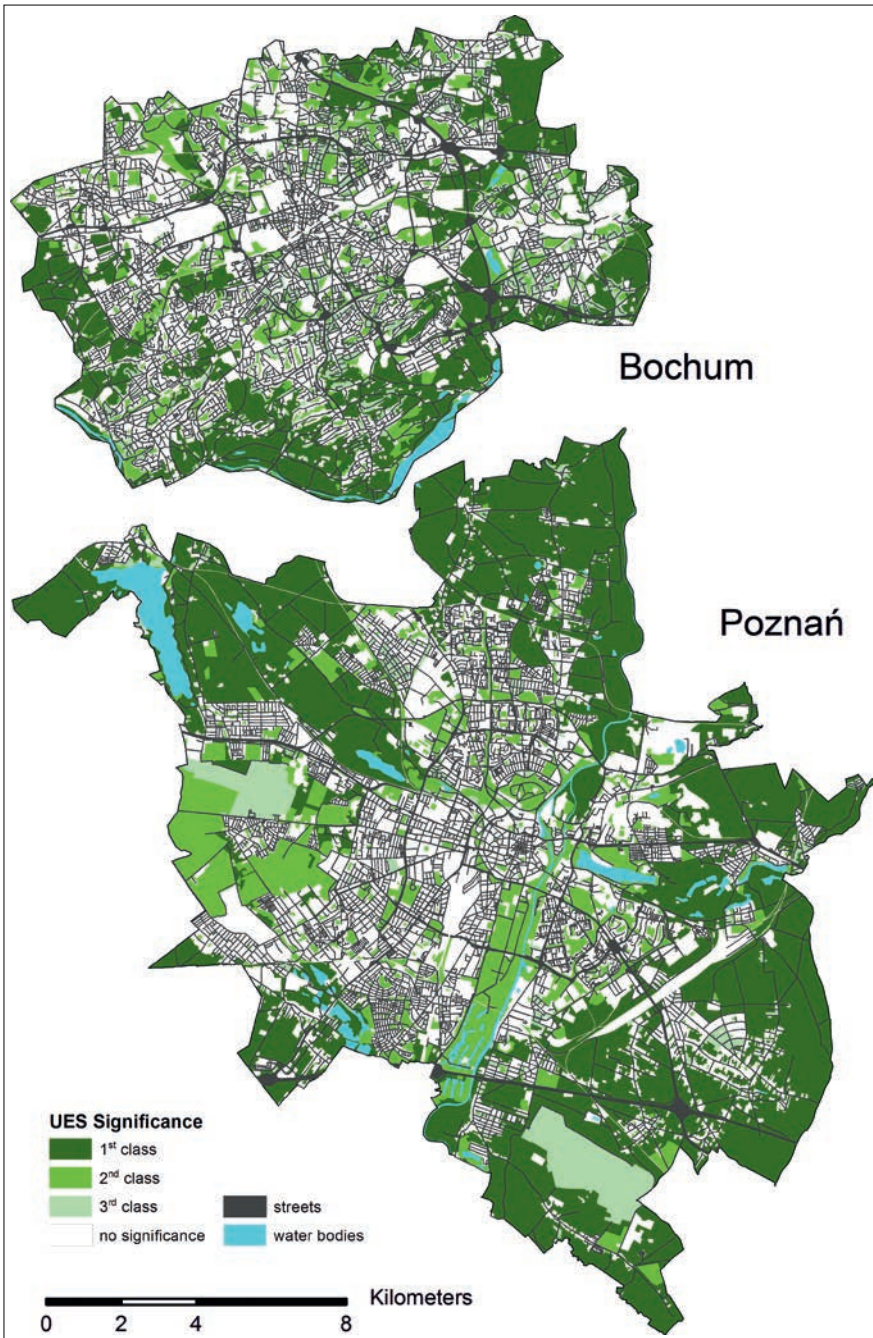 Bochum
Poznań
UES Significance
1st class
2nd class
3rd class
no significance
streets
water bodies
Kilometers
0 2 4 8